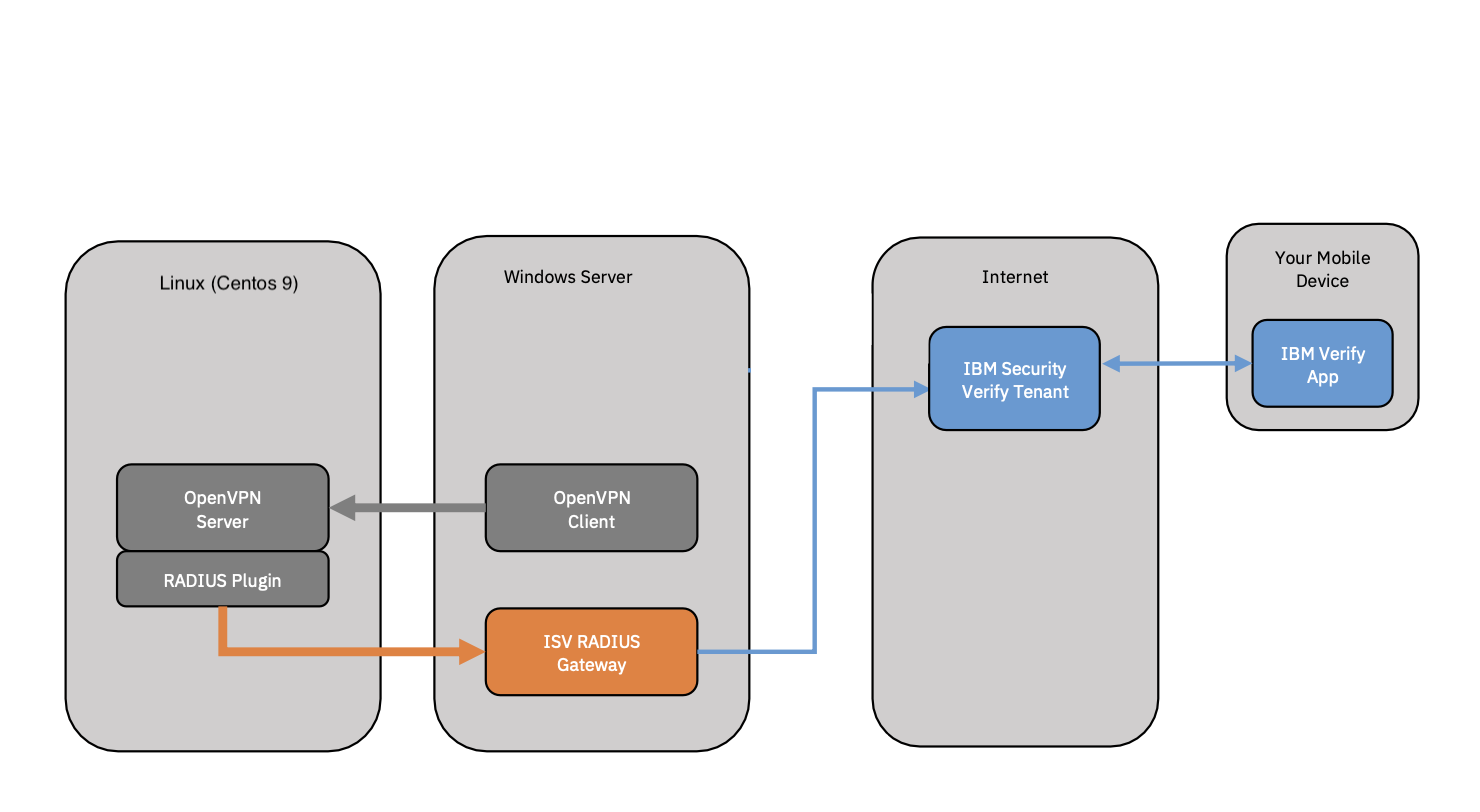 Linux (Centos 9)
OpenVPN
Server
RADIUS Plugin
Windows Server
OpenVPN
Client
ISV RADIUS
Gateway
Internet
IBM Security
Verify Tenant
Your Mobile
Device
IBM Verify
App